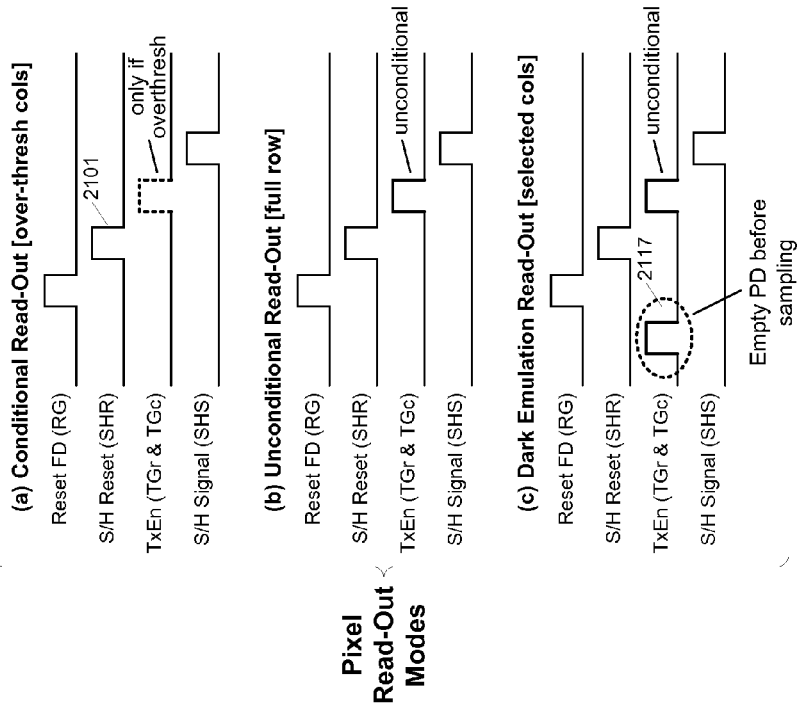 Pixel
Read-Out
Modes
(a) Conditional Read-Out [over-thresh cols]
Reset FD (RG)
S/H Reset (SHR)
2101
TxEn (TGr & TGc)
only if
overthresh
S/H Signal (SHS)
(b) Unconditional Read-Out [full row]
Reset FD (RG)
S/H Reset (SHR)
TxEn (TGr & TGc)
unconditional
S/H Signal (SHS)
(c) Dark Emulation Read-Out [selected cols]
Reset FD (RG)
S/H Reset (SHR)
2117
TxEn (TGr & TGc)
unconditional
S/H Signal (SHS)
Empty PD before
sampling